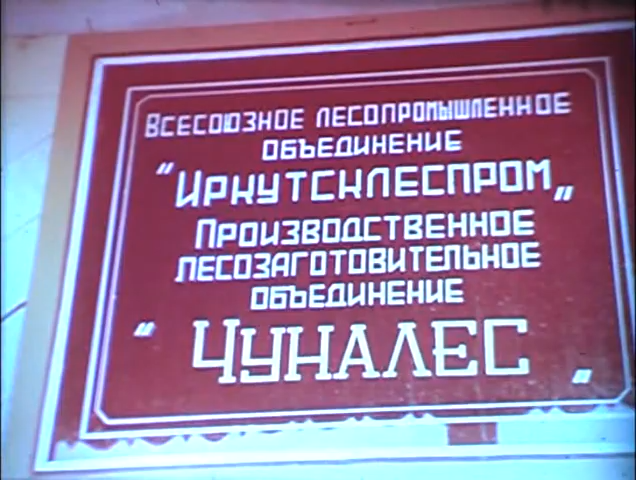 Всесоюзное лесопромышленное
объединение
"Иркутсклеспром"
Производственное
лесозаготовительное
объединение
"Чуналес"